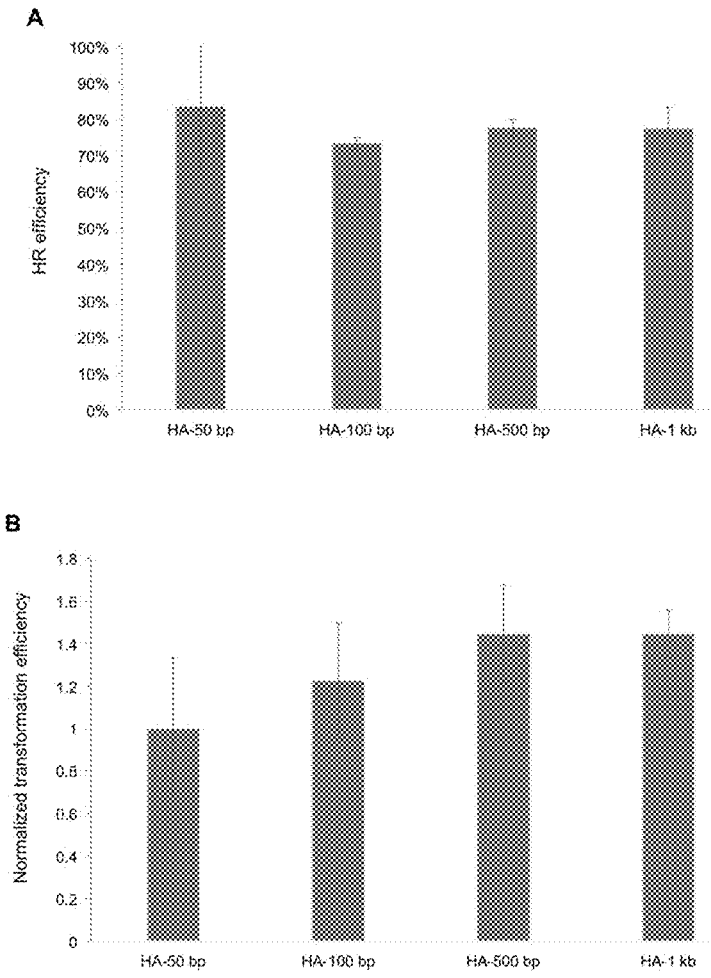 A
100%
90%
80%
70%
60%
50%
40%
30%
20%
10%
0%
HR efficiency
HA-50 bp
HA-100 bp
HA-500 bp
HA-1 kb
B
1.8
1.6
1.4
1.2
1
0.8
0.6
0.4
0.2
0
Normalized transformation efficiency
HA-50 bp
HA-100 bp
HA-500 bp
HA-1 kb